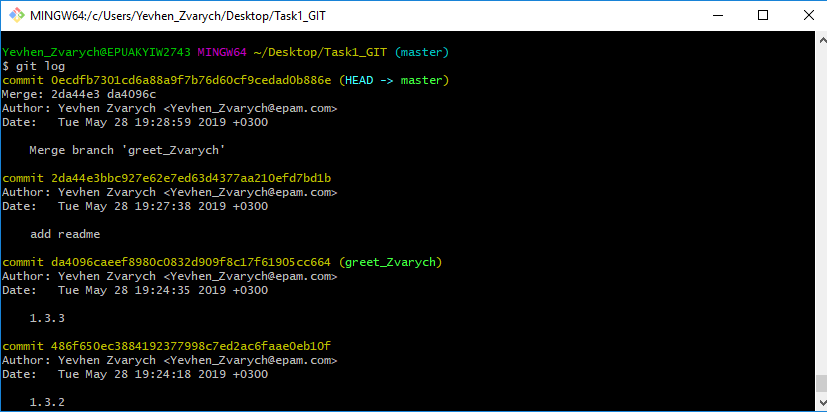 MINGW64:/c/Users/Yevhen_Zvarych/Desktop/Task1_GIT
Yevhen_Zvarych@EPUAKYIW2743 MINGW64 ~/Desktop/Task1_GIT (master)
$ git log
commit 0ecdfb7301cd6a88a9f7b76d60cf9cedad0b886e (HEAD -> master)
Merge: 2da44e3 da4096c
Author: Yevhen Zvarych <Yevhen_Zvarych@epam.com>
Date:   Tue May 28 19:28:59 2019 +0300
Merge branch 'greet_Zvarych'
commit 2da44e3bbc927e62e7ed63d4377aa210efd7bd1b
Author: Yevhen Zvarych <Yevhen_Zvarych@epam.com>
Date:   Tue May 28 19:27:38 2019 +0300
add readme
commit da4096caeef8980c0832d909f8c17f61905cc664 (greet_Zvarych)
Author: Yevhen Zvarych <Yevhen_Zvarych@epam.com>
Date:   Tue May 28 19:24:35 2019 +0300
1.3.3
commit 486f650ec3884192377998c7ed2ac6faae0eb10f
Author: Yevhen Zvarych <Yevhen_Zvarych@epam.com>
Date:   Tue May 28 19:24:18 2019 +0300
1.3.2